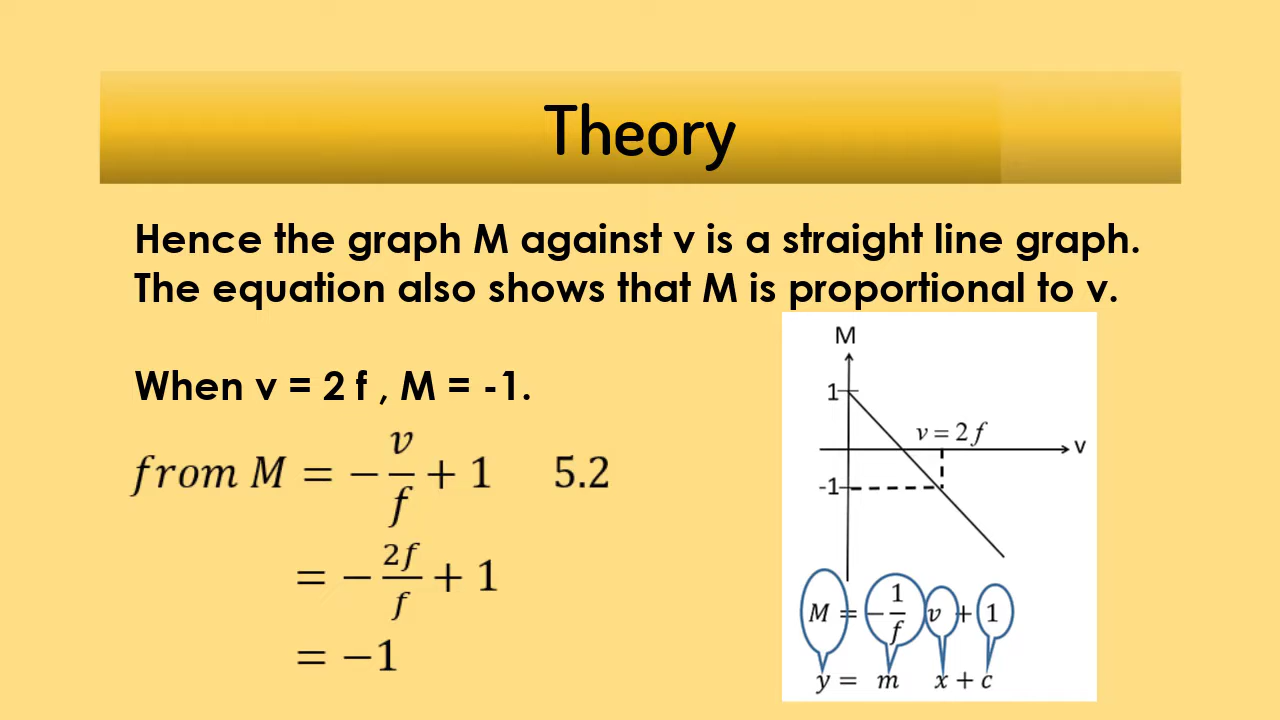 Theory
Hence the graph M against v is a straight line graph.
The equation also shows that M is proportional to v.
When v = 2 f , M = -1.
from M = − v/f + 1 5.2
= − 2f/f + 1
= −1
M
1
v = 2 f
v
-1
M = − 1/f v + 1
y = m x + c